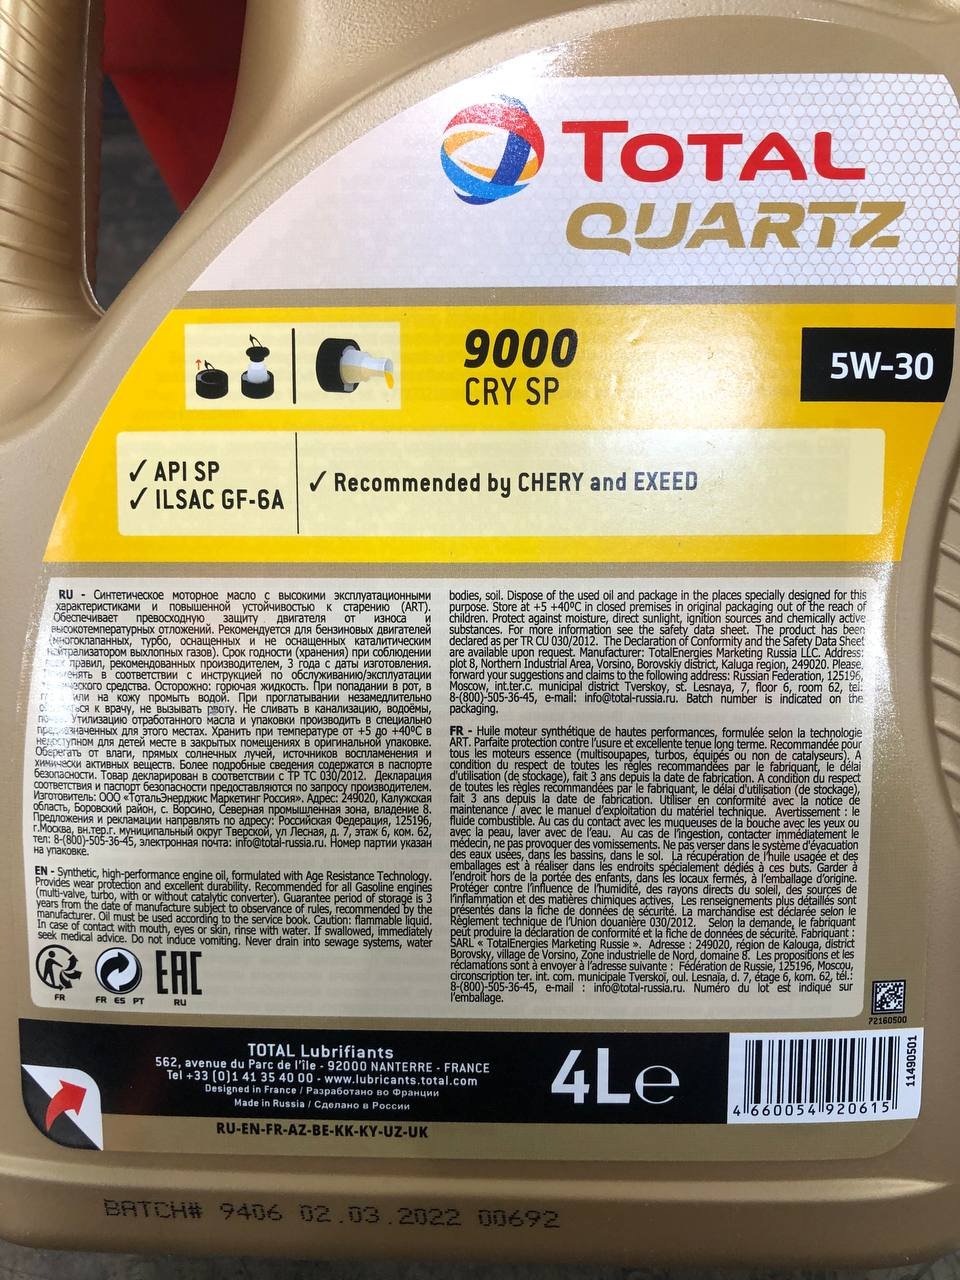 TOTAL
QUARTZ
9000
CRY SP
5W-30
✓ API SP
✓ ILSAC GF-6A
✓ Recommended by CHERY and EXEED
RU - Синтетическое моторное масло с высокими эксплуатационными
характеристиками и повышенной устойчивостью к старению (ART).
Обеспечивает превосходную защиту двигателя от износа и
высокотемпературных отложений. Рекомендуется для бензиновых двигателей
(многоклапанных, турбо, оснащенных и не оснащенных каталитическим
нейтрализатором выхлопных газов). Срок годности (хранения) при соблюдении
правил, рекомендованных производителем, 3 года с даты изготовления.
Применять в соответствии с инструкцией по обслуживанию/эксплуатации
средства. Осторожно: горючая жидкость. При попадании в рот, в
или на кожу промыть водой. При проглатывании незамедлительно
к врачу, не вызывать рвоту. Не сливать в канализацию, водоёмы,
Утилизацию отработанного масла и упаковки производить в специально
предназначенных для этого местах. Хранить при температуре от +5 до +40ºС в
недоступном для детей месте в закрытых помещениях в оригинальной упаковке.
Оберегать от влаги, прямых солнечных лучей, источников воспламенения и
химически активных веществ. Более подробные сведения содержатся в паспорте
безопасности. Товар декларирован в соответствии с ТР ТС 030/2012. Декларация
соответствия и паспорт безопасности предоставляются по запросу производителем.
Изготовитель: ООО «ТотальЭнерджис Маркетинг Россия». Адрес: 249020, Калужская
область, Боровский район, с. Ворсино, Северная промышленная зона, владение 8.
Предложения и рекламации направлять по адресу: Российская Федерация, 125196,
г.Москва, вн.тер.г. муниципальный округ Тверской, ул Лесная, д. 7, этаж 6, ком. 62,
тел: 8-(800)-505-36-45, электронная почта: info@total-russia.ru. Номер партии указан
на упаковке.
EN - Synthetic, high-performance engine oil, formulated with Age Resistance Technology.
Provides wear protection and excellent durability. Recommended for all Gasoline engines
(multi-valve, turbo, with or without catalytic converter). Guarantee period of storage is 3
years from the date of manufacture subject to observance of rules, recommended by the
manufacturer. Oil must be used according to the service book. Caution: flammable liquid.
In case of contact with mouth, eyes or skin, rinse with water. If swallowed, immediately
seek medical advice. Do not induce vomiting. Never drain into sewage systems, water
bodies, soil. Dispose of the used oil and package in the places specially designed for this
purpose. Store at +5 +40ºC in closed premises in original packaging out of the reach of
children. Protect against moisture, direct sunlight, ignition sources and chemically active
substances. For more information see the safety data sheet. The product has been
declared as per TR CU 030/2012. The Declaration of Conformity and the Safety Data Sheet
are available upon request. Manufacturer: TotalEnergies Marketing Russia LLC. Address:
plot 8, Northern Industrial Area, Vorsino, Borovskiy district, Kaluga region, 249020. Please,
forward your suggestions and claims to the following address: Russian Federation, 125196,
Moscow, int.ter.c. municipal district Tverskoy, st. Lesnaya, 7, floor 6, room 62, tel:
8-(800)-505-36-45, e-mail: info@total-russia.ru. Batch number is indicated on the
packaging.
FR - Huile moteur synthétique de hautes performances, formulée selon la technologie
ART. Parfaite protection contre l'usure et excellente tenue long terme. Recommandée pour
tous les moteurs essence (multisoupapes, turbos, équipés ou non de catalyseurs). A
condition du respect de toutes les règles recommandées par le fabriquant, le délai
d'utilisation (de stockage), fait 3 ans depuis la date de fabrication. A condition du respect
de toutes les règles recommandées par le fabriquant, le délai d'utilisation (de stockage),
fait 3 ans depuis la date de fabrication. Utiliser en conformité avec la notice de
maintenance / avec le manuel d'exploitation du matériel technique. Avertissement : le
fluide combustible. Au cas du contact avec les muqueuses de la bouche avec les yeux ou
avec la peau, laver avec de l'eau. Au cas de l'ingestion, contacter immédiatement le
médecin, ne pas provoquer des vomissements. Ne pas verser dans le système d'évacuation
des eaux usées, dans les bassins, dans le sol. La récupération de l'huile usagée et des
emballages est à réaliser dans les endroits spécialement dédiés à ces buts. Garder à
l'endroit hors de la portée des enfants, dans les locaux fermés, à l'emballage d'origine.
Protéger contre l'influence de l'humidité, des rayons directs du soleil, des sources de
l'inflammation et des matières chimiques actives. Les renseignements plus détaillés sont
présentés dans la fiche de données de sécurité. La marchandise est déclarée selon le
Règlement technique de l'Union douanière 030/2012. Selon la demande, le fabriquant
peut produire la déclaration de conformité et la fiche de données de sécurité. Fabriquant :
SARL « TotalEnergies Marketing Russie ». Adresse : 249020, région de Kalouga, district
Borovsky, village de Vorsino, Zone industrielle de Nord, domaine 8. Les propositions et les
réclamations sont à envoyer à l'adresse suivante : Fédération de Russie, 125196, Moscou,
circonscription ter. int. com. municipale Tverskoï, oul. Lesnaïa, d. 7, étage 6, kom. 62, tél.:
8-(800)-505-36-45, e-mail : info@total-russia.ru. Numéro du lot est indiqué sur
l'emballage.
FR
FR ES PT
EAC
RU
72160500
TOTAL Lubrifiants
562, avenue du Parc de l'île - 92000 NANTERRE - FRANCE
Tel +33 (0)1 41 35 40 00 - www.lubricants.total.com
Designed in France / Разработано во Франции
Made in Russia / Сделано в России
4Le
4 660054 920615
11490501
RU-EN-FR-AZ-BE-KK-KY-UZ-UK
BATCH# 9406 02.03.2022 00692